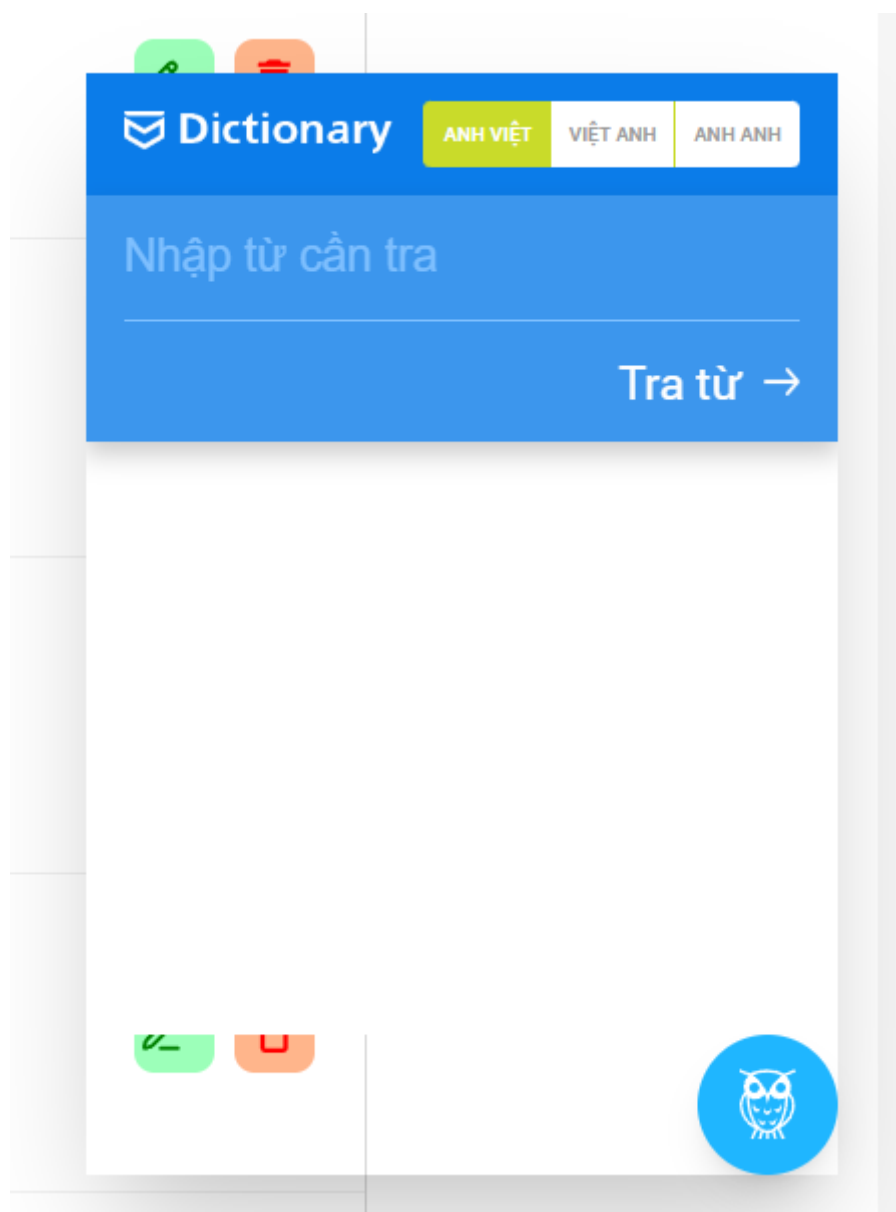 Dictionary
ANH VIỆT VIỆT ANH ANH ANH
Nhập từ cần tra
Tra từ →